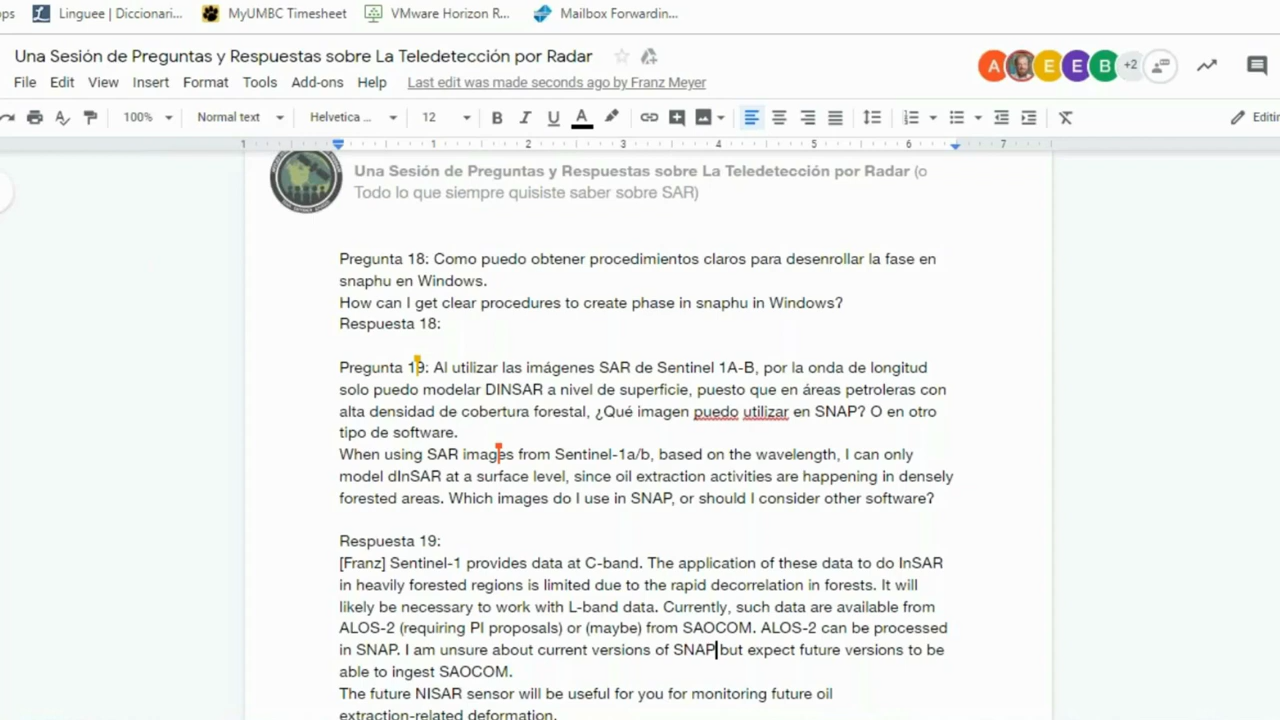 ps Linguee | Diccionari... MyUMBC Timesheet VMware Horizon R... Mailbox Forwardin...
Una Sesión de Preguntas y Respuestas sobre La Teledetección por Radar
A E E B +2
File Edit View Insert Format Tools Add-ons Help Last edit was made seconds ago by Franz Meyer
100% Normal text Helvetica ... 12 B I U A Editin
1 1 2 3 4 5 6 7
Una Sesión de Preguntas y Respuestas sobre La Teledetección por Radar (o
Todo lo que siempre quisiste saber sobre SAR)
Pregunta 18: Como puedo obtener procedimientos claros para desenrollar la fase en
snaphu en Windows.
How can I get clear procedures to create phase in snaphu in Windows?
Respuesta 18:
Pregunta 19: Al utilizar las imágenes SAR de Sentinel 1A-B, por la onda de longitud
solo puedo modelar DINSAR a nivel de superficie, puesto que en áreas petroleras con
alta densidad de cobertura forestal, ¿Qué imagen puedo utilizar en SNAP? O en otro
tipo de software.
When using SAR images from Sentinel-1a/b, based on the wavelength, I can only
model dInSAR at a surface level, since oil extraction activities are happening in densely
forested areas. Which images do I use in SNAP, or should I consider other software?
Respuesta 19:
[Franz] Sentinel-1 provides data at C-band. The application of these data to do InSAR
in heavily forested regions is limited due to the rapid decorrelation in forests. It will
likely be necessary to work with L-band data. Currently, such data are available from
ALOS-2 (requiring PI proposals) or (maybe) from SAOCOM. ALOS-2 can be processed
in SNAP. I am unsure about current versions of SNAP but expect future versions to be
able to ingest SAOCOM.
The future NISAR sensor will be useful for you for monitoring future oil
extraction-related deformation.